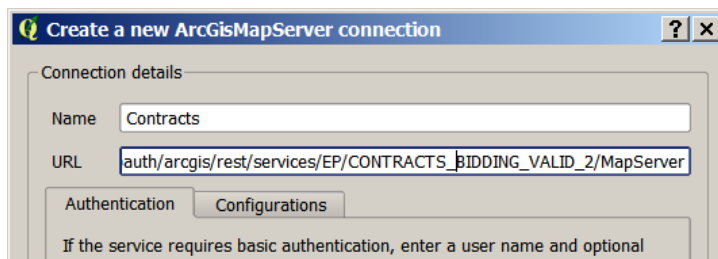 Create a new ArcGisMapServer connection ? x
Connection details
Name Contracts
URL auth/arcgis/rest/services/EP/CONTRACTS_BIDDING_VALID_2/MapServer
Authentication Configurations
If the service requires basic authentication, enter a user name and optional